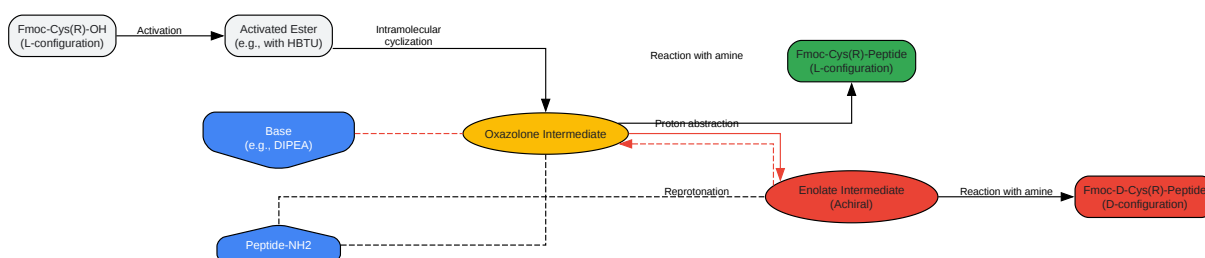 Fmoc-Cys(R)-OH
(L-configuration)
Activation
Activated Ester
(e.g., with HBTU)
Intramolecular
cyclization
Reaction with amine
Fmoc-Cys(R)-Peptide
(L-configuration)
Base
(e.g., DIPEA)
Oxazolone Intermediate
Proton abstraction
Reprotonation
Enolate Intermediate
(Achiral)
Reaction with amine
Fmoc-D-Cys(R)-Peptide
(D-configuration)
Peptide-NH2